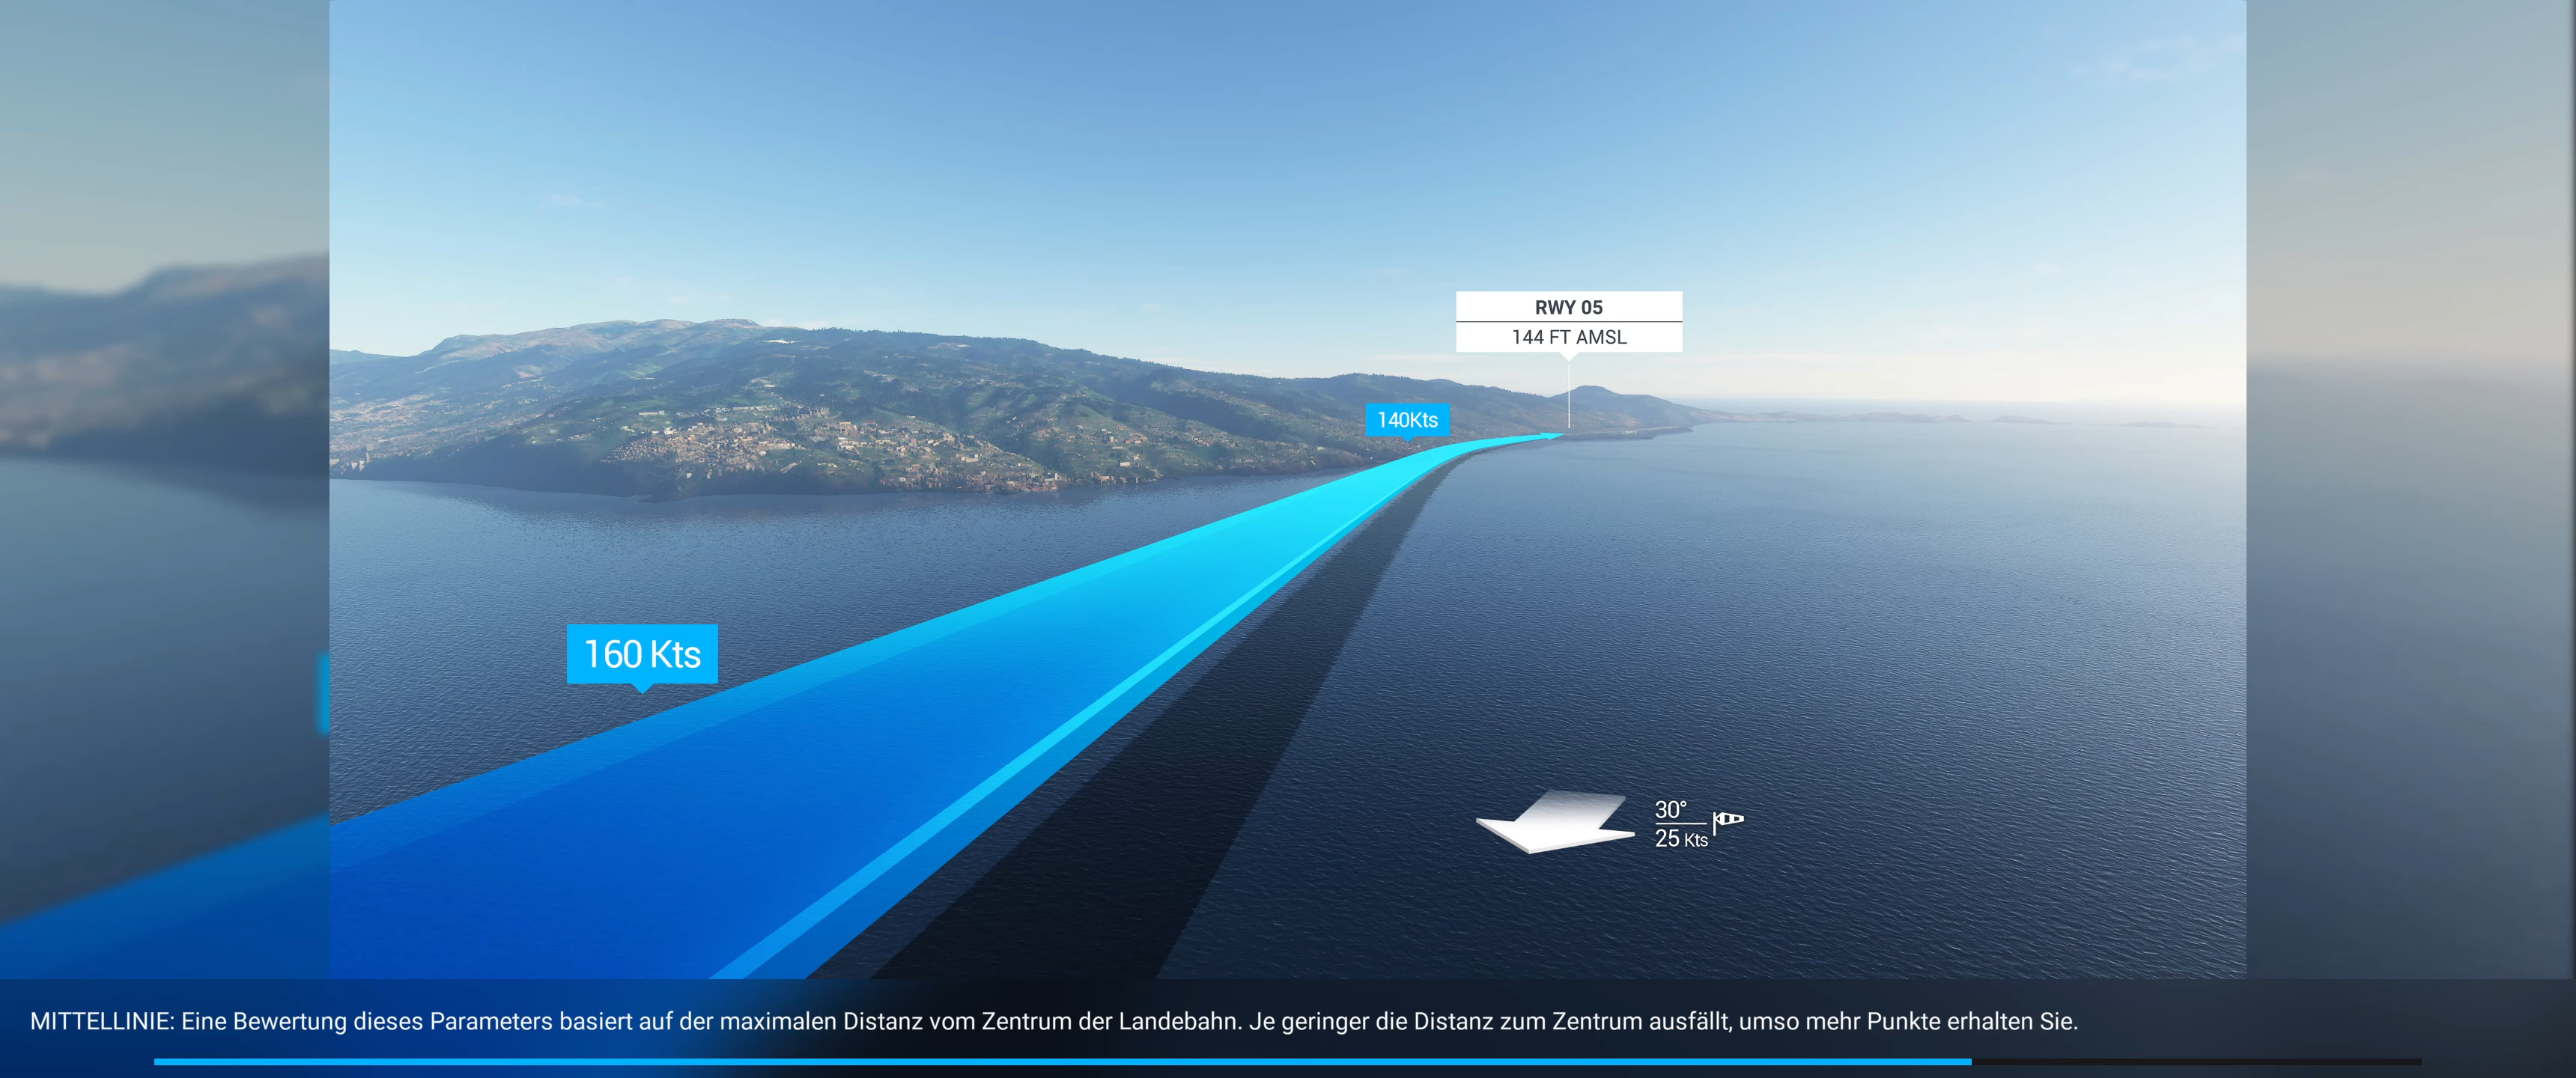 RWY 05
144 FT AMSL
140Kts
160 Kts
30°
25 Kts
MITTELLINIE: Eine Bewertung dieses Parameters basiert auf der maximalen Distanz vom Zentrum der Landebahn. Je geringer die Distanz zum Zentrum ausfällt, umso mehr Punkte erhalten Sie.